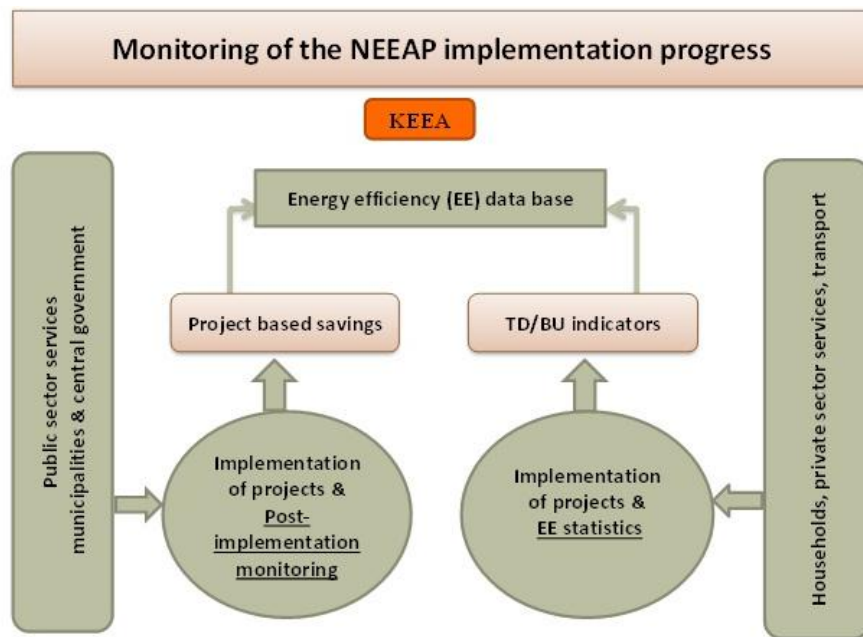 Monitoring of the NEEAP implementation progress
KEEA
Energy efficiency (EE) data base
Public sector services
municipalities & central government
Project based savings
TD/BU indicators
Implementation
of projects &
Post-
implementation
monitoring
Implementation
of projects &
EE statistics
Households, private sector services, transport